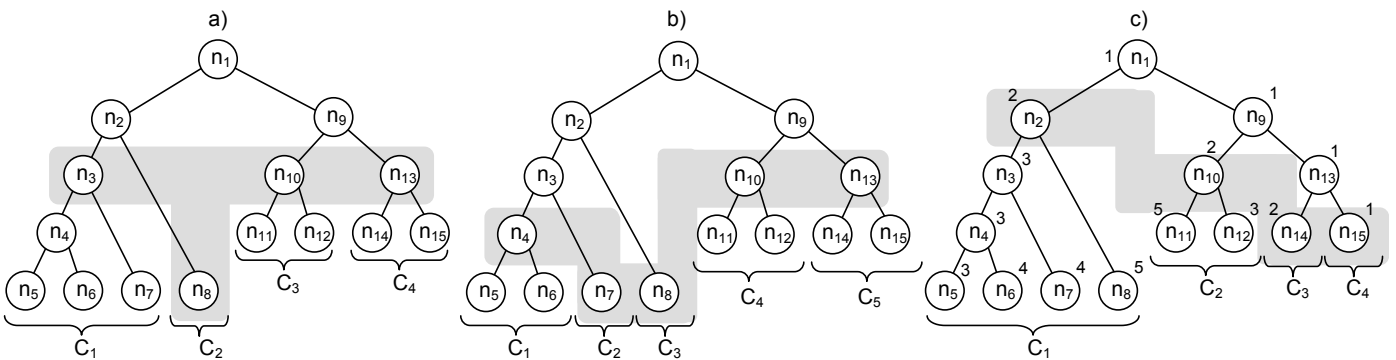 a) b) c)
n1
n2 n9
n3 n10 n13
n4 n11 n12 n14 n15
n5 n6 n7 n8
C3 C4
C1 C2
n1
n2 n9
n3 n10 n13
n4 n11 n12 n14 n15
n5 n6 n7 n8
C4 C5
C1 C2 C3
1 n1
2 n2 1 n9
n3 3 2 n10 n13 1
n4 3 5 n11 3 n12 2 n14 1 n15
3 n5 4 n6 4 n7 5 n8
C2 C3 C4
C1